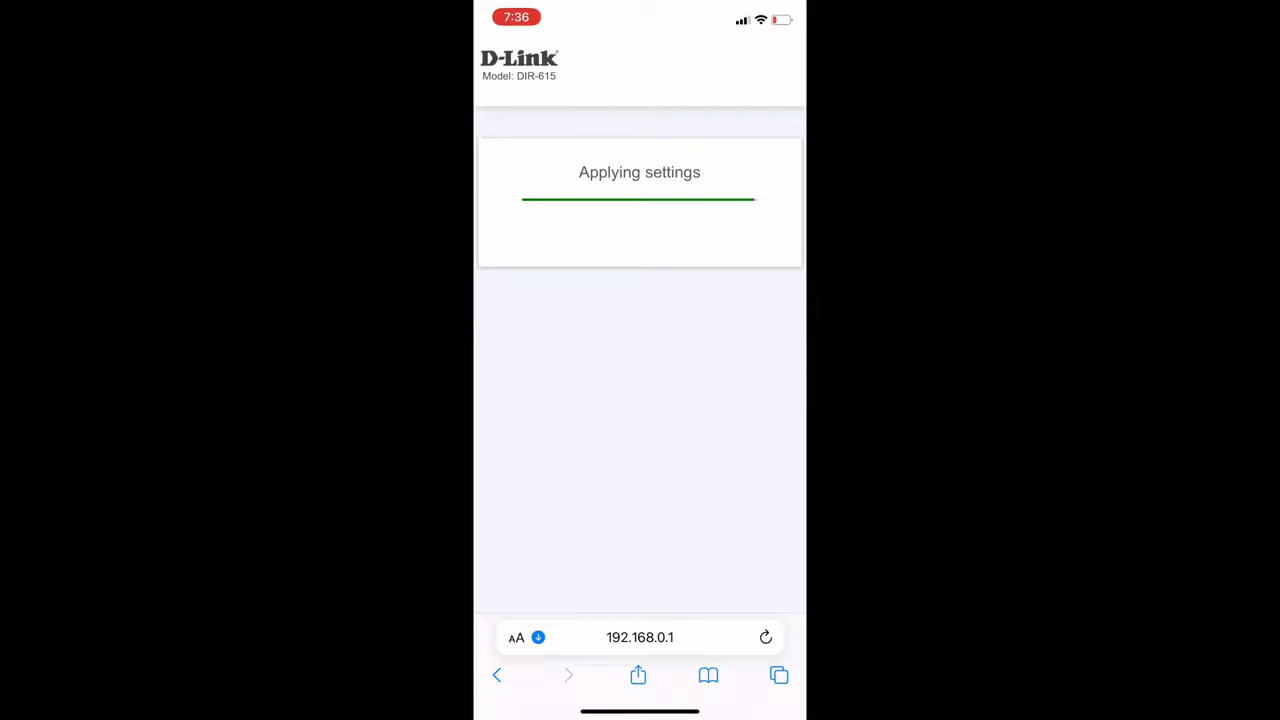 7:36
D-Link
Model: DIR-615
Applying settings
AA
192.168.0.1